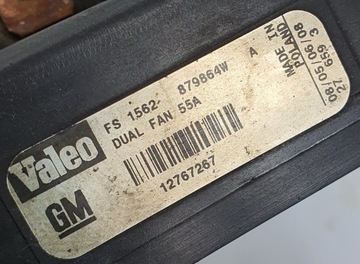 Valeo
FS 1562- 879864W A
DUAL FAN 55A
GM
12767267
MADE IN
POLAND
08/05/06/08
27 659 3